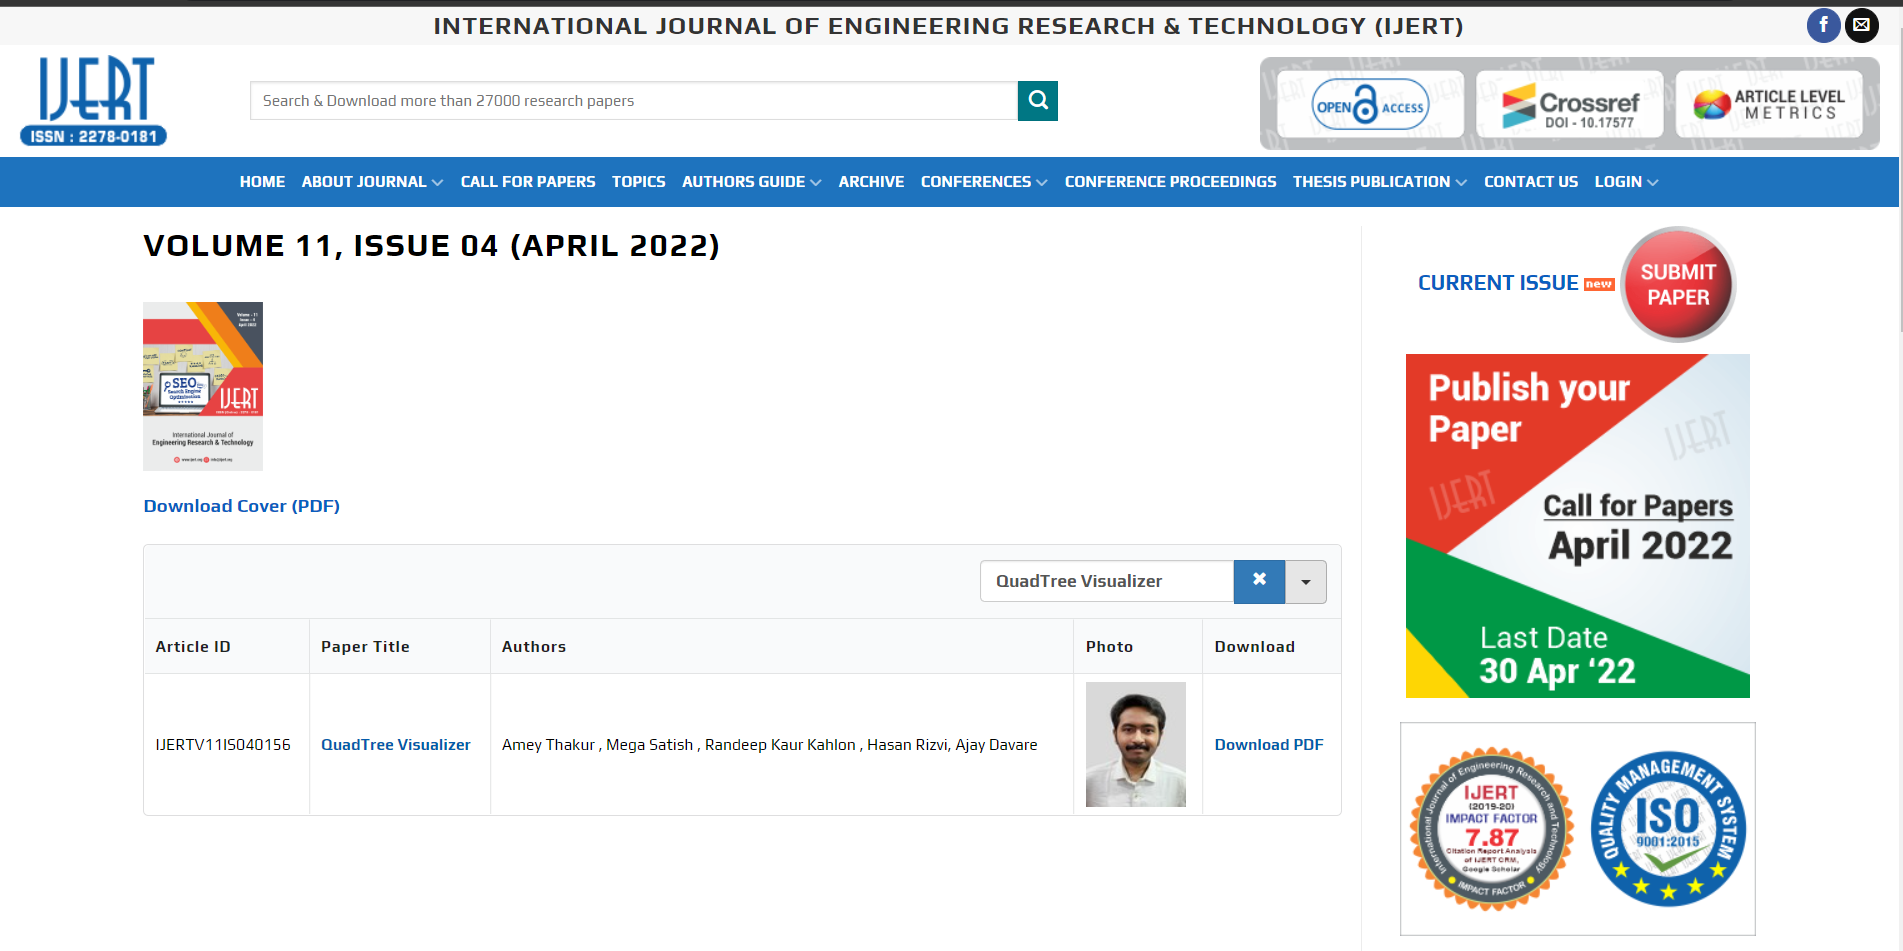 INTERNATIONAL JOURNAL OF ENGINEERING RESEARCH & TECHNOLOGY (IJERT)
IJERT
ISSN : 2278-0181
Search & Download more than 27000 research papers
OPEN ACCESS
Crossref
DOI - 10.17577
ARTICLE LEVEL
METRICS
HOME ABOUT JOURNAL CALL FOR PAPERS TOPICS AUTHORS GUIDE ARCHIVE CONFERENCES CONFERENCE PROCEEDINGS THESIS PUBLICATION CONTACT US LOGIN
VOLUME 11, ISSUE 04 (APRIL 2022)
SEO
Search Engine
Optimization
IJERT
International Journal of
Engineering Research & Technology
Download Cover (PDF)
QuadTree Visualizer
Article ID Paper Title Authors Photo Download
IJERTV11IS040156 QuadTree Visualizer Amey Thakur , Mega Satish , Randeep Kaur Kahlon , Hasan Rizvi, Ajay Davare Download PDF
CURRENT ISSUE new
SUBMIT
PAPER
Publish your
Paper
IJERT
IJERT
Call for Papers
April 2022
Last Date
30 Apr ‘22
International Journal of Engineering Research and Technology
IJERT
(2019-20)
IMPACT FACTOR
7.87
Citation Report Analysis
of IJERT CRM,
Google Scholar
IMPACT FACTOR
QUALITY MANAGEMENT SYSTEM
ISO
9001:2015